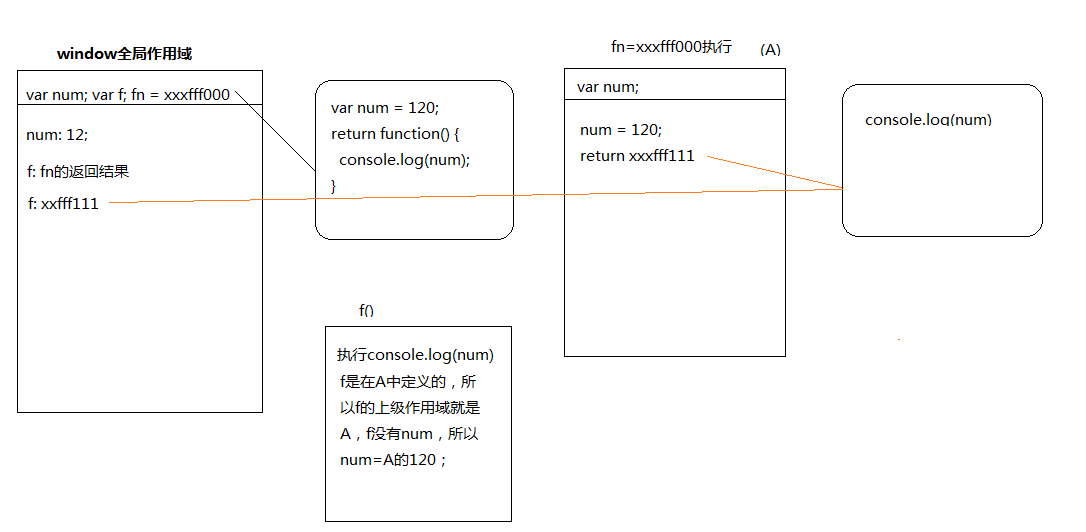 window全局作用域
var num; var f; fn = xxxfff000
num: 12;
f: fn的返回结果
f: xxfff111
var num = 120;
return function() {
console.log(num);
}
fn=xxxfff000执行 (A)
var num;
num = 120;
return xxxfff111
console.log(num)
f()
执行console.log(num)
f是在A中定义的，所
以f的上级作用域就是
A，f没有num，所以
num=A的120；